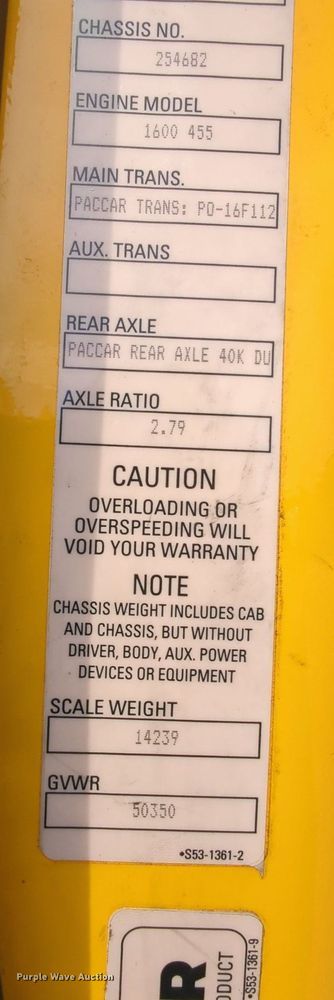 CHASSIS NO.
254682
ENGINE MODEL
1600 455
MAIN TRANS.
PACCAR TRANS: PO-16F112
AUX. TRANS
REAR AXLE
PACCAR REAR AXLE 40K DU
AXLE RATIO
2.79
CAUTION
OVERLOADING OR
OVERSPEEDING WILL
VOID YOUR WARRANTY
NOTE
CHASSIS WEIGHT INCLUDES CAB
AND CHASSIS, BUT WITHOUT
DRIVER, BODY, AUX. POWER
DEVICES OR EQUIPMENT
SCALE WEIGHT
14239
GVWR
50350
•S53-1361-2
R
ODUCT
S53-1361-9
Purple Wave Auction